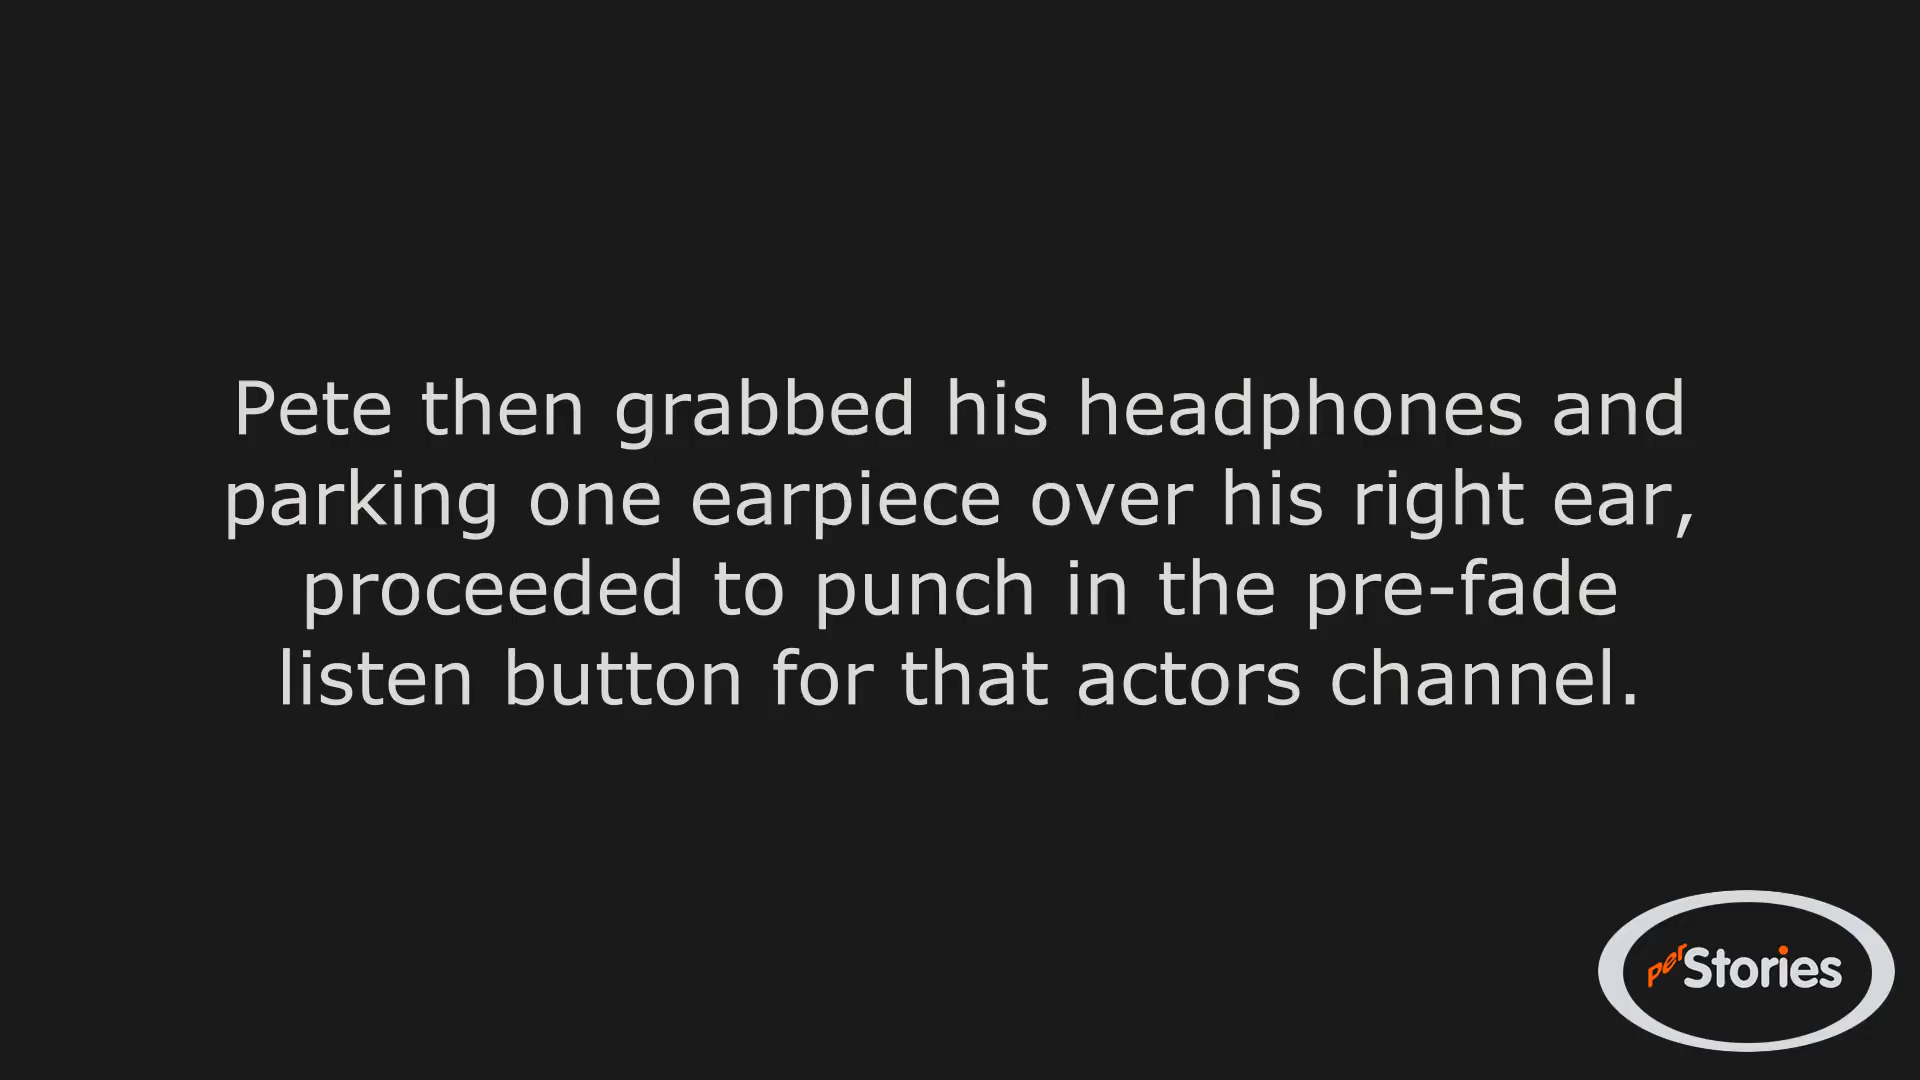 Pete then grabbed his headphones and
parking one earpiece over his right ear,
proceeded to punch in the pre-fade
listen button for that actors channel.
perStories